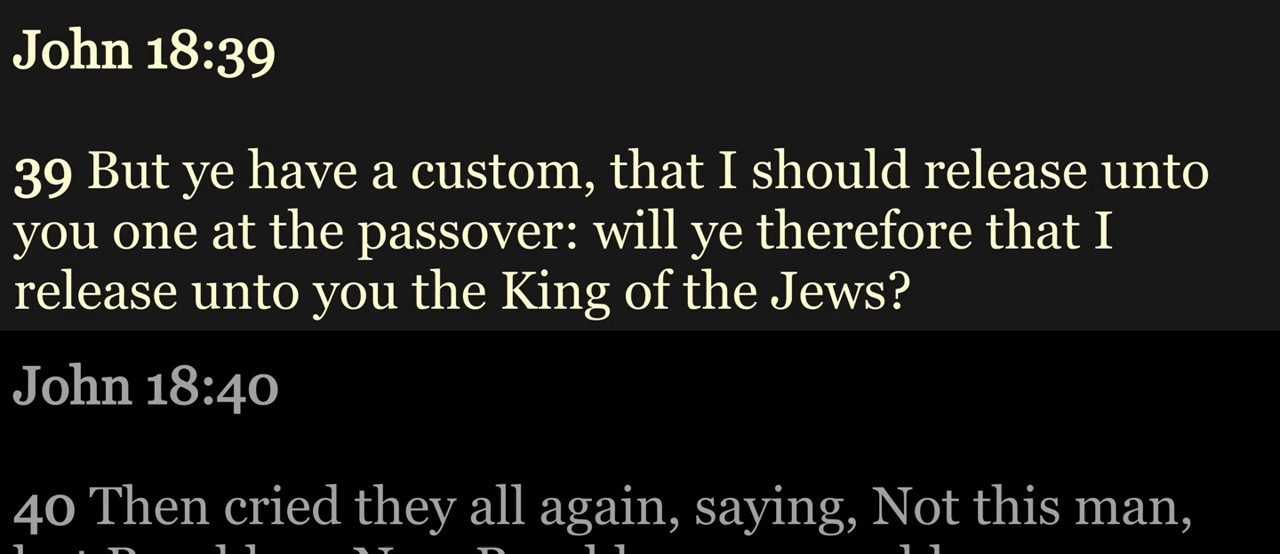 John 18:39
39 But ye have a custom, that I should release unto
you one at the passover: will ye therefore that I
release unto you the King of the Jews?
John 18:40
40 Then cried they all again, saying, Not this man,